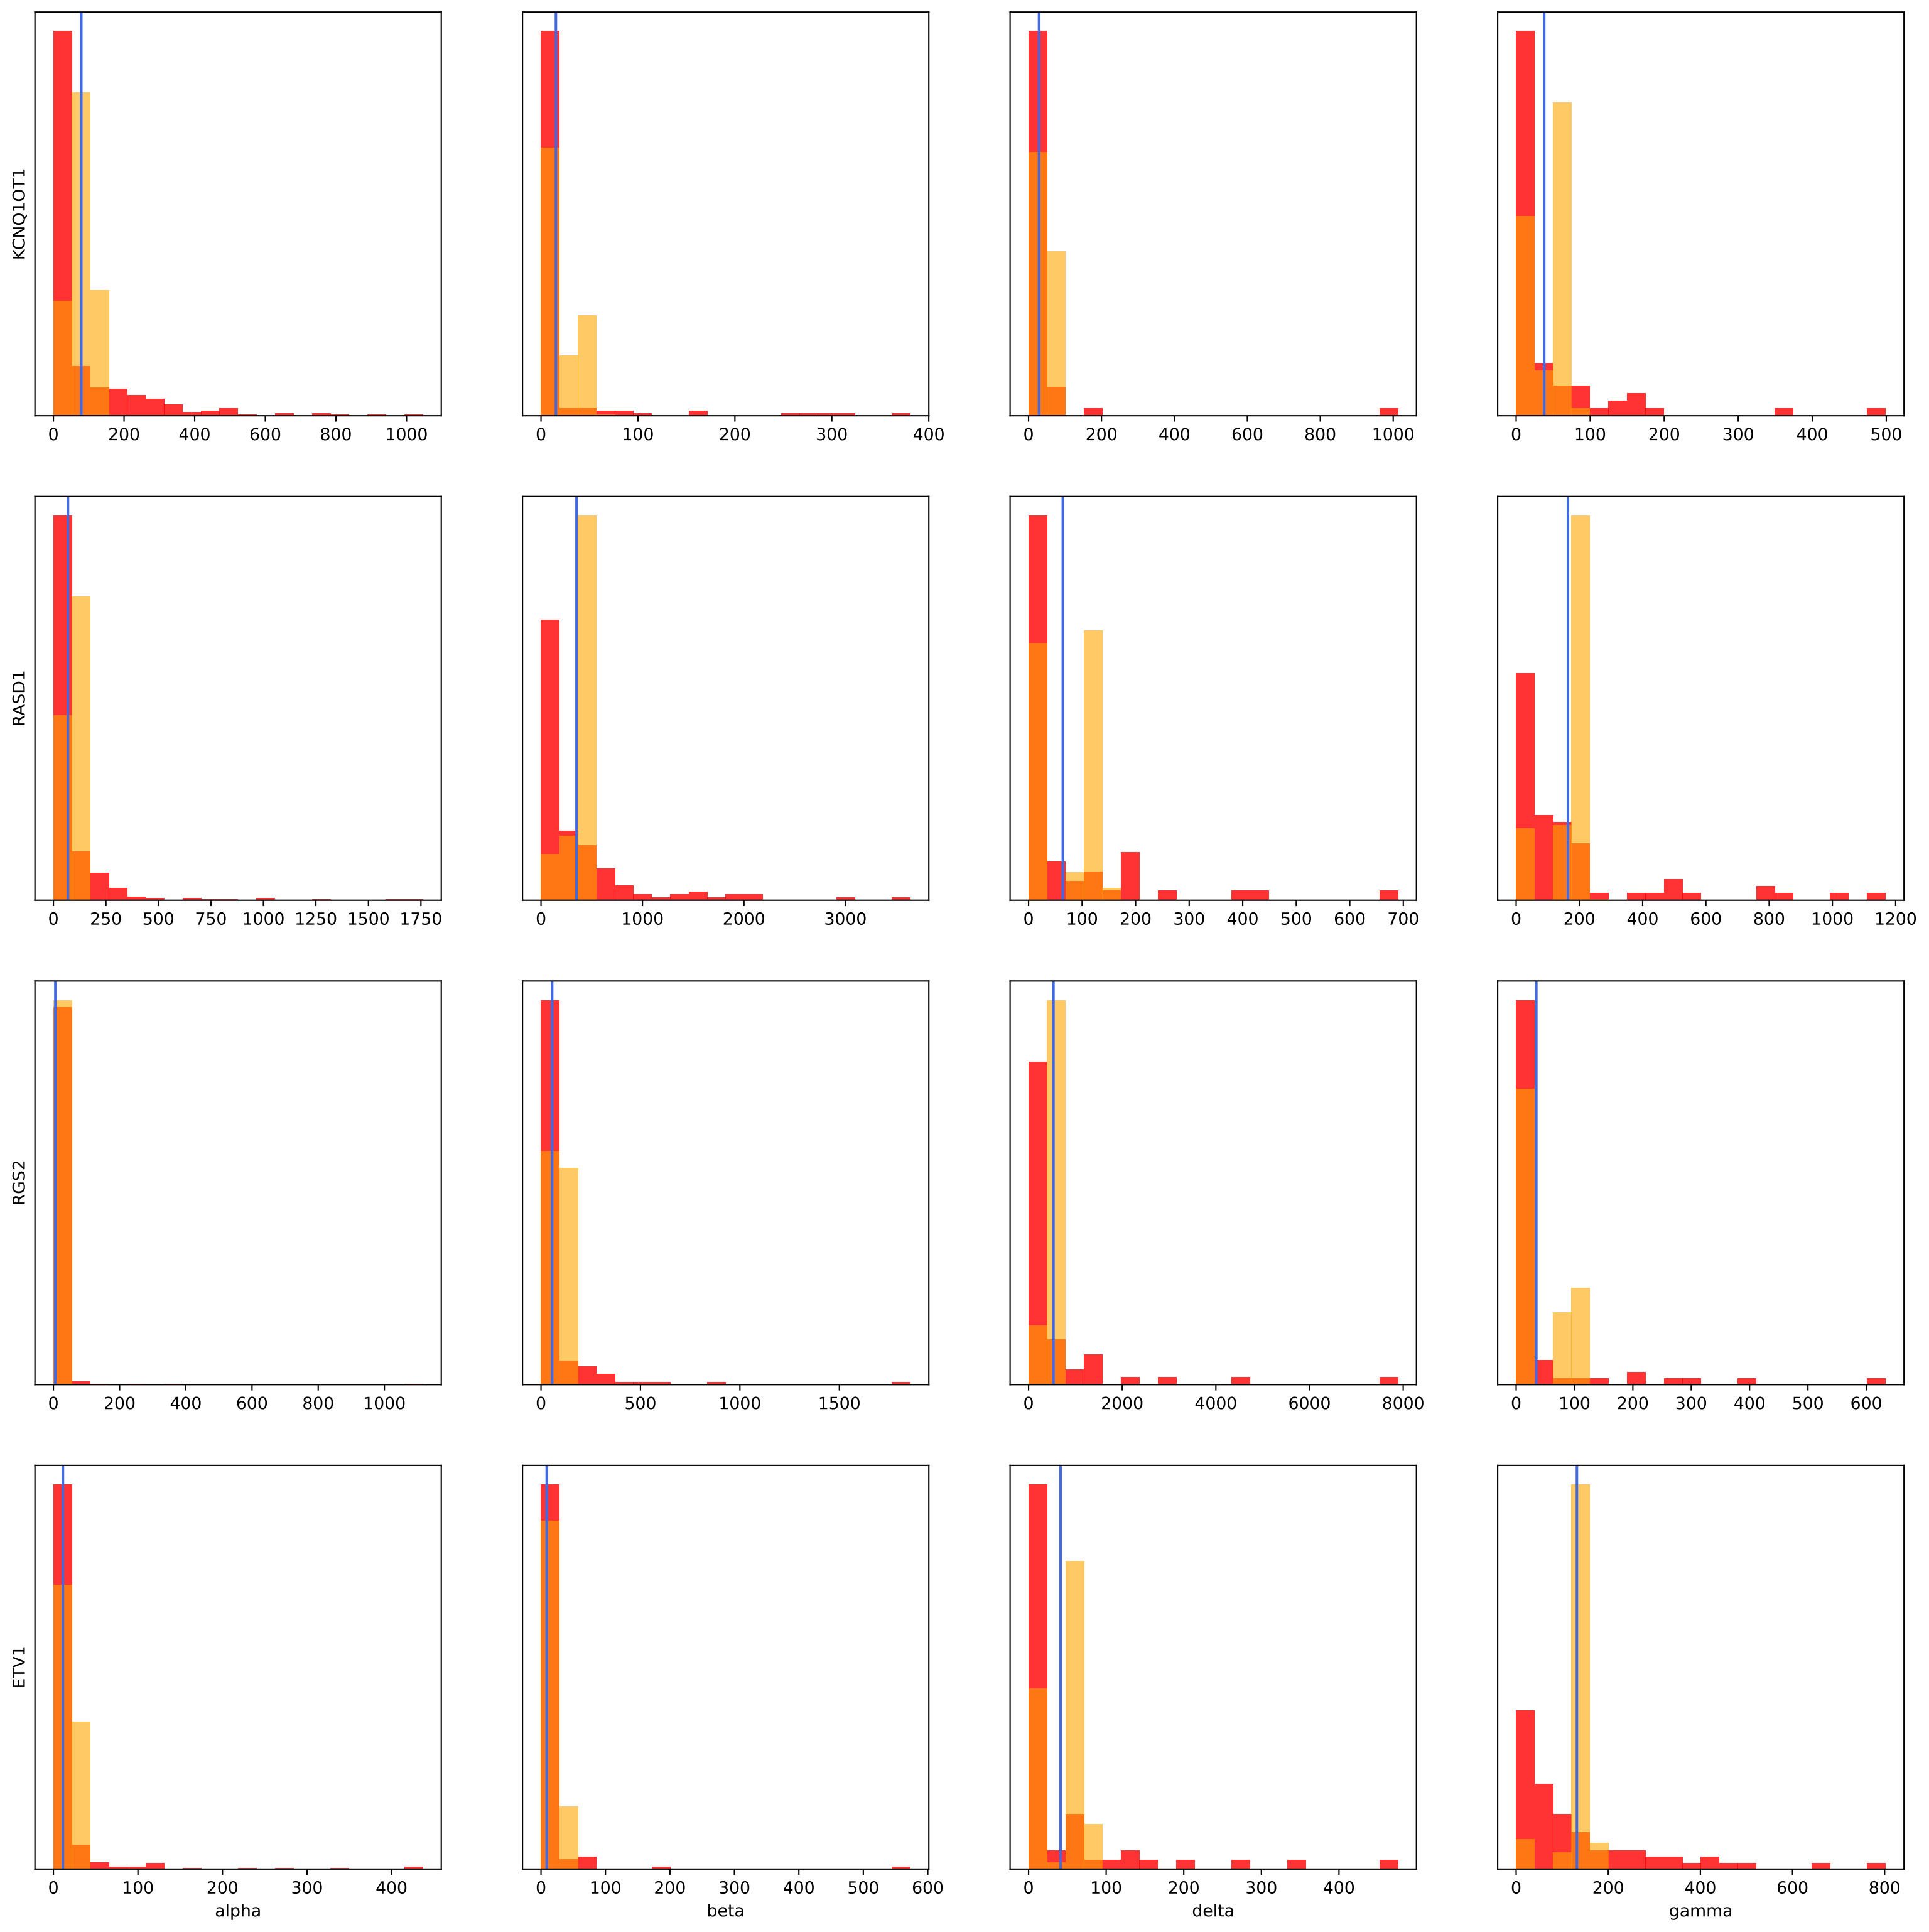 KCNQ1OT1
0 200 400 600 800 1000
0 100 200 300 400
0 200 400 600 800 1000
0 100 200 300 400 500
RASD1
0 250 500 750 1000 1250 1500 1750
0 1000 2000 3000
0 100 200 300 400 500 600 700
0 200 400 600 800 1000 1200
RGS2
0 200 400 600 800 1000
0 500 1000 1500
0 2000 4000 6000 8000
0 100 200 300 400 500 600
ETV1
0 100 200 300 400
0 100 200 300 400 500 600
0 100 200 300 400
0 200 400 600 800
alpha
beta
delta
gamma